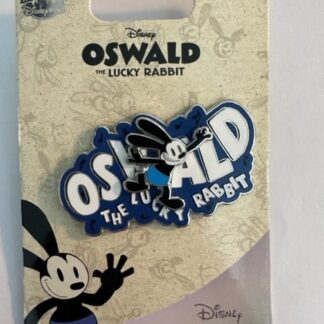 Disney
OSWALD
THE LUCKY RABBIT
OSWALD
THE LUCKY RABBIT
Disney